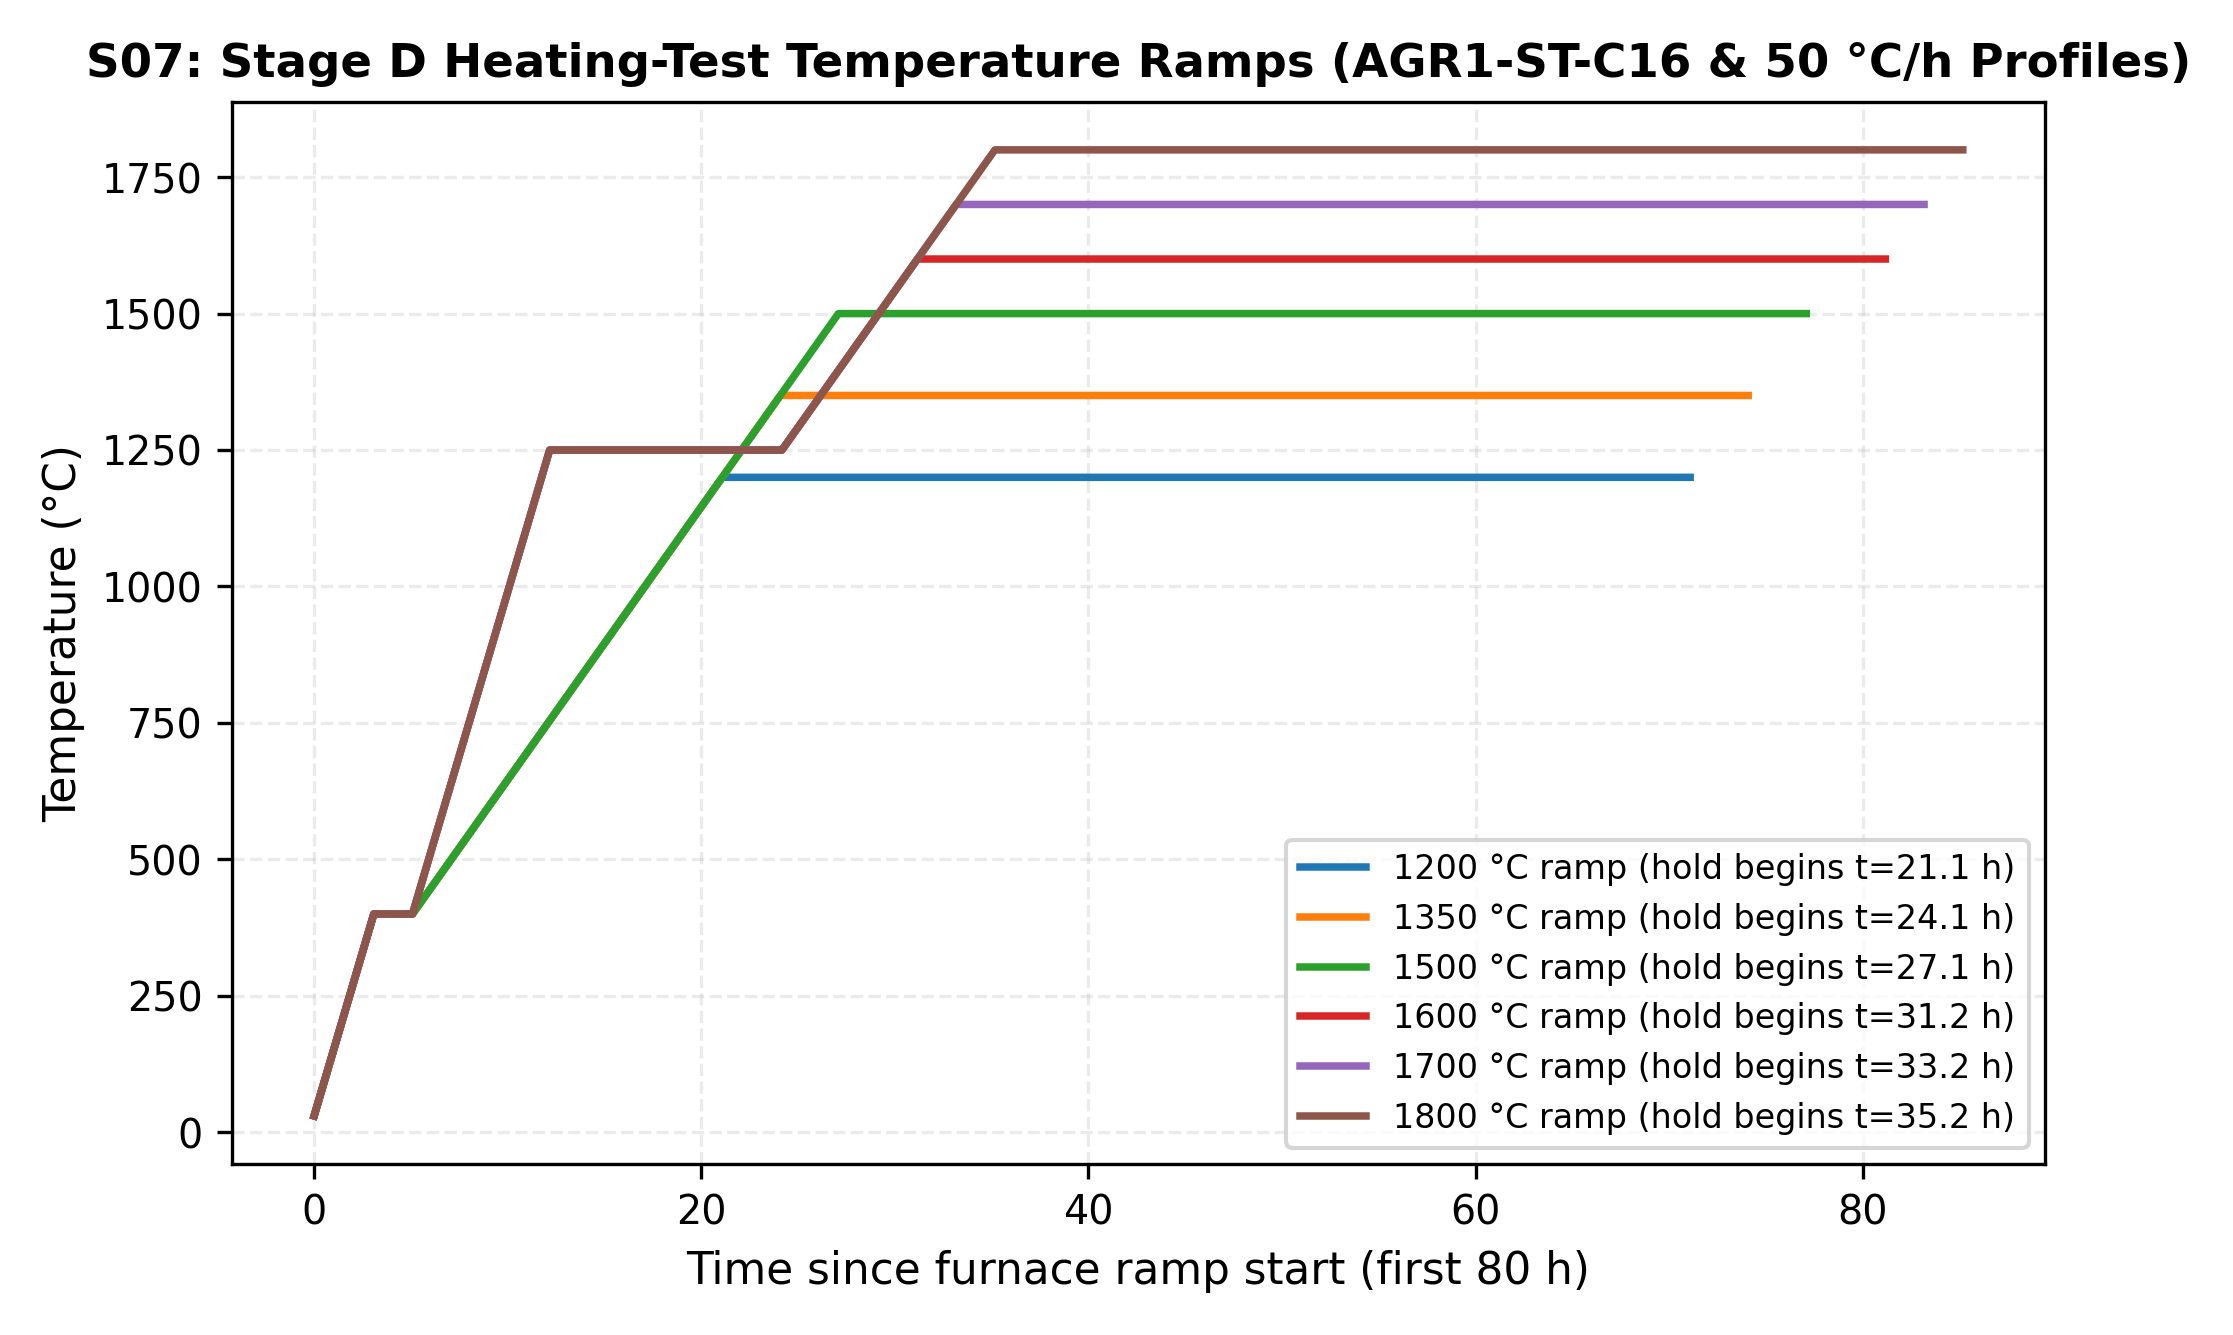 S07: Stage D Heating-Test Temperature Ramps (AGR1-ST-C16 & 50 °C/h Profiles)
Temperature (°C)
1750
1500
1250
1000
750
500
250
0
0 20 40 60 80
Time since furnace ramp start (first 80 h)
1200 °C ramp (hold begins t=21.1 h)
1350 °C ramp (hold begins t=24.1 h)
1500 °C ramp (hold begins t=27.1 h)
1600 °C ramp (hold begins t=31.2 h)
1700 °C ramp (hold begins t=33.2 h)
1800 °C ramp (hold begins t=35.2 h)